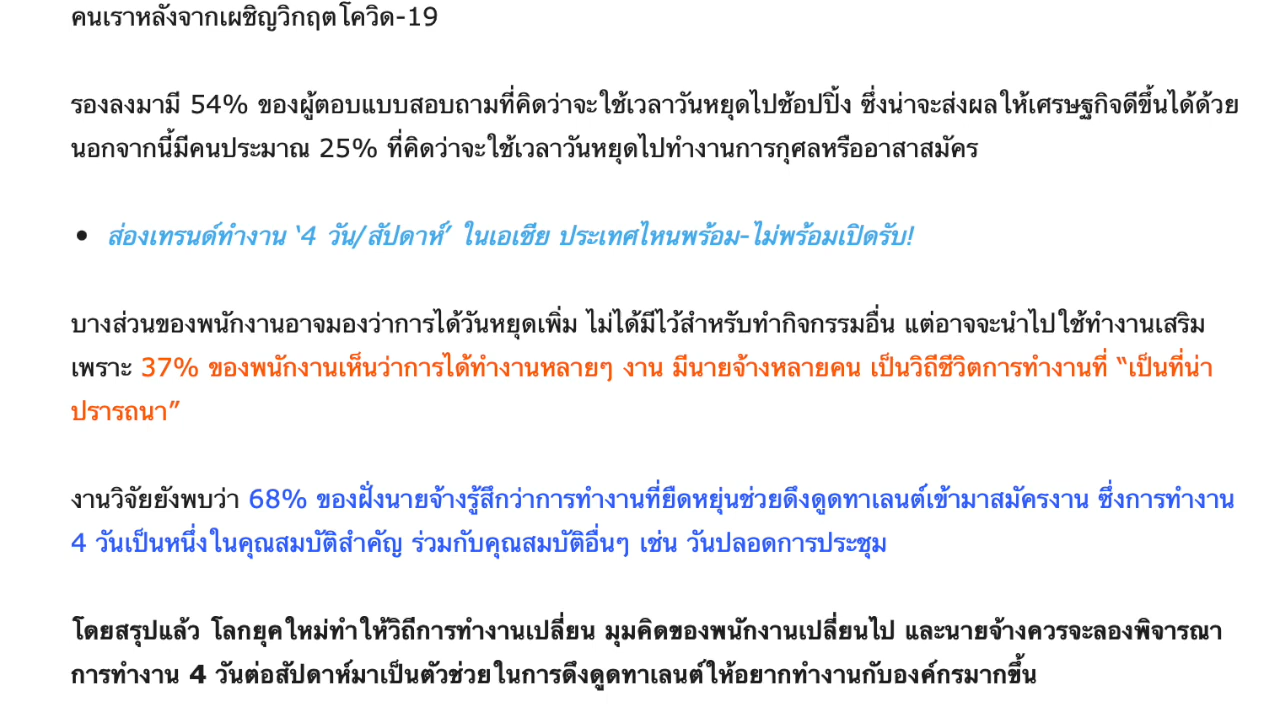 คนเราหลังจากเผชิญวิกฤตโควิด-19
รองลงมามี 54% ของผู้ตอบแบบสอบถามที่คิดว่าจะใช้เวลาวันหยุดไปช้อปปิ้ง ซึ่งน่าจะส่งผลให้เศรษฐกิจดีขึ้นได้ด้วย
นอกจากนี้มีคนประมาณ 25% ที่คิดว่าจะใช้เวลาวันหยุดไปทำงานการกุศลหรืออาสาสมัคร
• ส่องเทรนด์ทำงาน ‘4 วัน/สัปดาห์’ ในเอเชีย ประเทศไหนพร้อม-ไม่พร้อมเปิดรับ!
บางส่วนของพนักงานอาจมองว่าการได้วันหยุดเพิ่ม ไม่ได้มีไว้สำหรับทำกิจกรรมอื่น แต่อาจจะนำไปใช้ทำงานเสริม
เพราะ 37% ของพนักงานเห็นว่าการได้ทำงานหลายๆ งาน มีนายจ้างหลายคน เป็นวิถีชีวิตการทำงานที่ “เป็นที่น่า
ปรารถนา”
งานวิจัยยังพบว่า 68% ของฝั่งนายจ้างรู้สึกว่าการทำงานที่ยืดหยุ่นช่วยดึงดูดทาเลนต์เข้ามาสมัครงาน ซึ่งการทำงาน
4 วันเป็นหนึ่งในคุณสมบัติสำคัญ ร่วมกับคุณสมบัติอื่นๆ เช่น วันปลอดการประชุม
โดยสรุปแล้ว โลกยุคใหม่ทำให้วิถีการทำงานเปลี่ยน มุมคิดของพนักงานเปลี่ยนไป และนายจ้างควรจะลองพิจารณา
การทำงาน 4 วันต่อสัปดาห์มาเป็นตัวช่วยในการดึงดูดทาเลนต์ให้อยากทำงานกับองค์กรมากขึ้น